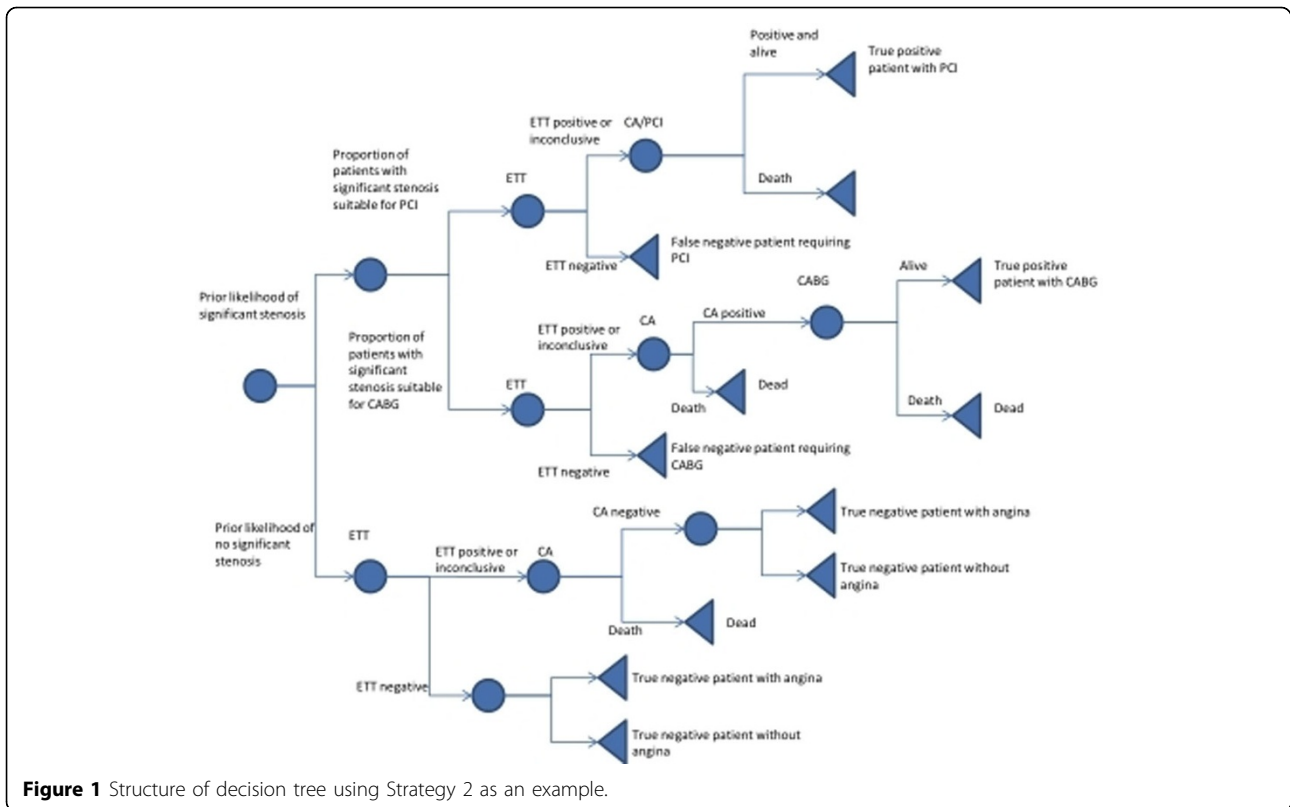 Positive and
alive
True positive
patient with PCI
ETT positive or
inconclusive
CA/PCI
Proportion of
patients with
significant stenosis
suitable for PCI
ETT
Death
False negative patient requiring
PCI
ETT negative
Alive
True positive
patient with CABG
CABG
Prior likelihood of
significant stenosis
Proportion of
patients with
significant
stenosis suitable
for CABG
ETT positive or
inconclusive
CA
CA positive
ETT
Dead
Death
Death
Dead
False negative patient requiring
CABG
ETT negative
CA negative
True negative patient with angina
Prior likelihood of
no significant
stenosis
ETT
ETT positive or
inconclusive
CA
True negative patient without
angina
Death
Dead
ETT negative
True negative patient with angina
True negative patient without
angina
Figure 1 Structure of decision tree using Strategy 2 as an example.